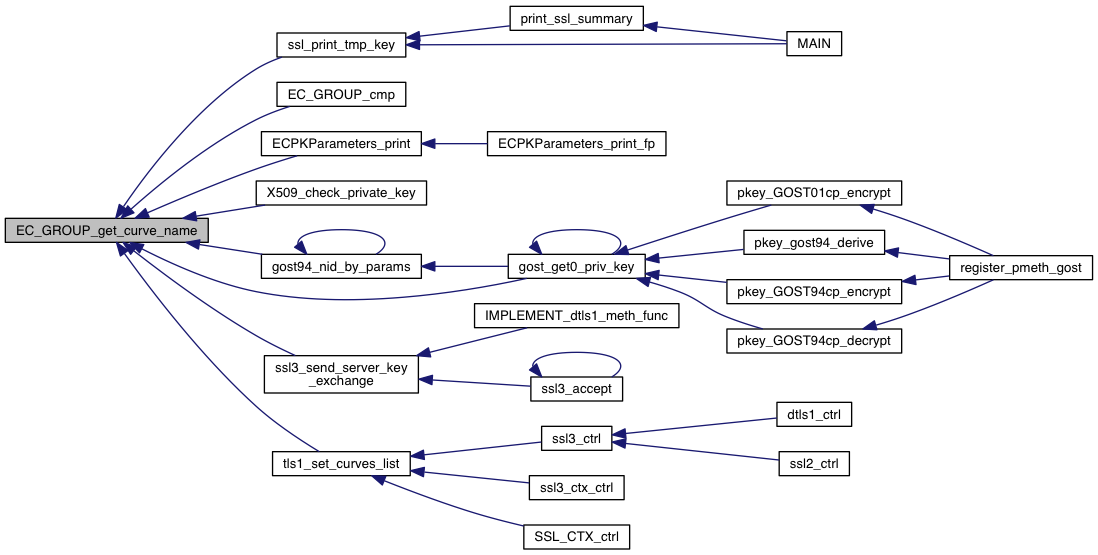 print_ssl_summary
ssl_print_tmp_key
MAIN
EC_GROUP_cmp
ECPKParameters_print
ECPKParameters_print_fp
X509_check_private_key
pkey_GOST01cp_encrypt
EC_GROUP_get_curve_name
pkey_gost94_derive
gost94_nid_by_params
gost_get0_priv_key
register_pmeth_gost
pkey_GOST94cp_encrypt
IMPLEMENT_dtls1_meth_func
pkey_GOST94cp_decrypt
ssl3_send_server_key
_exchange
ssl3_accept
dtls1_ctrl
ssl3_ctrl
tls1_set_curves_list
ssl2_ctrl
ssl3_ctx_ctrl
SSL_CTX_ctrl